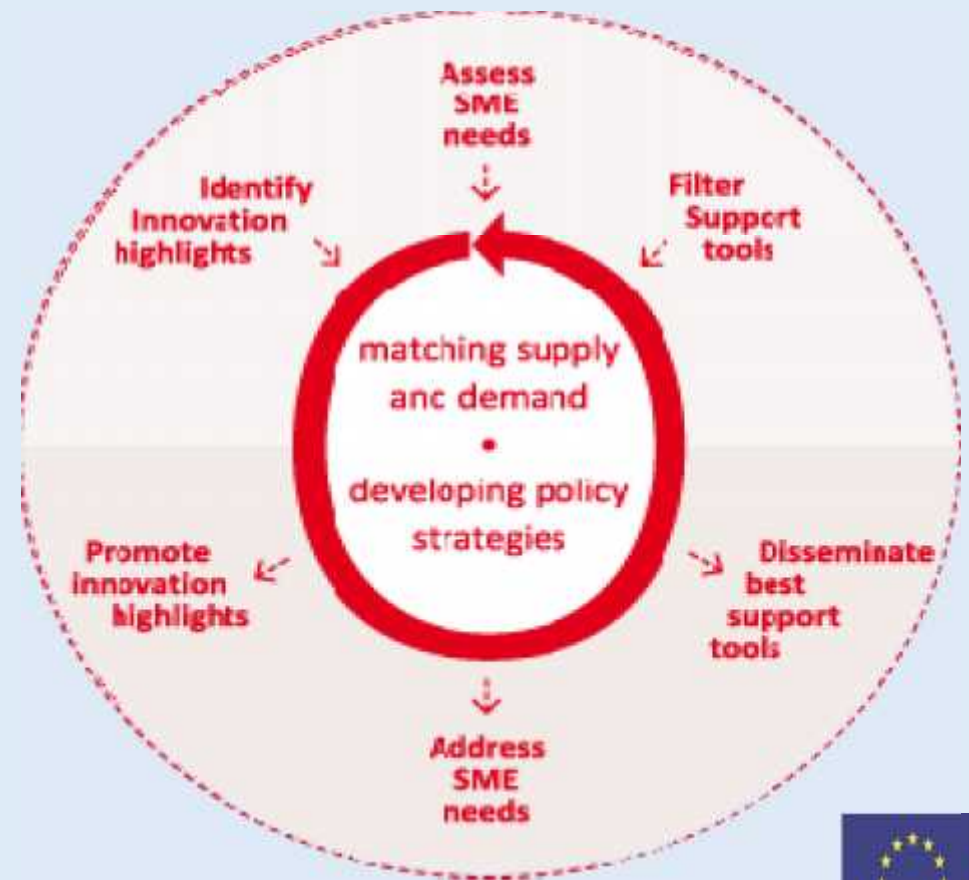 Assess
SME
needs
Identify
Innovation
highlights
Filter
Support
tools
matching supply
and demand
•
developing policy
strategies
Promote
innovation
highlights
Disseminate
best
support
tools
Address
SME
needs